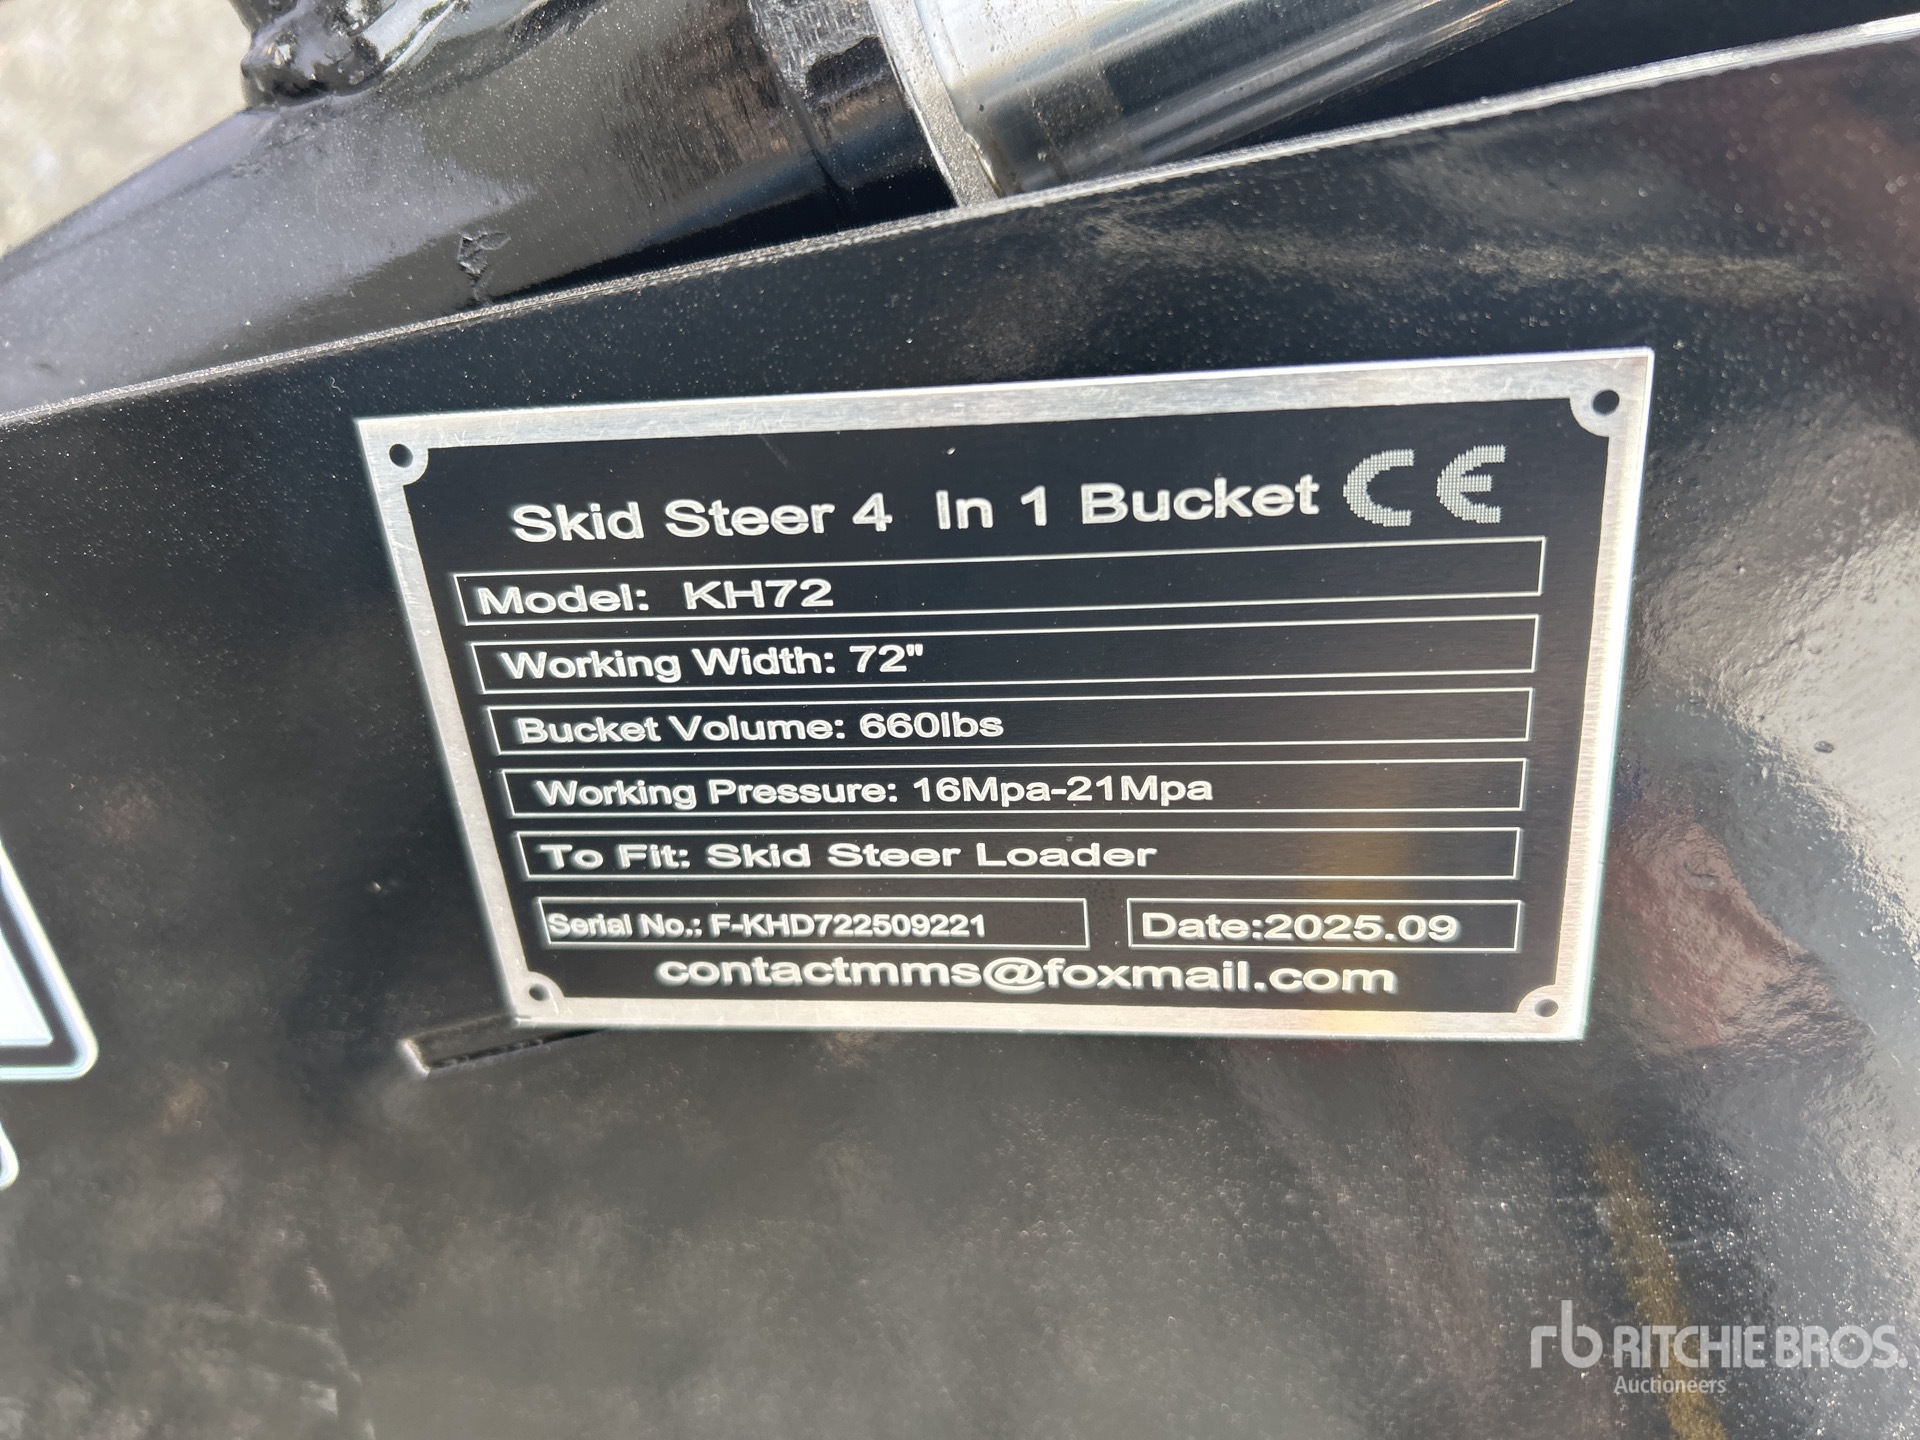 Skid Steer 4 In 1 Bucket CE
Model: KH72
Working Width: 72"
Bucket Volume: 660lbs
Working Pressure: 16Mpa-21Mpa
To Fit: Skid Steer Loader
Serial No.: F-KHD722509221 Date:2025.09
contactmms@foxmail.com
rb RITCHIE BROS.
Auctioneers